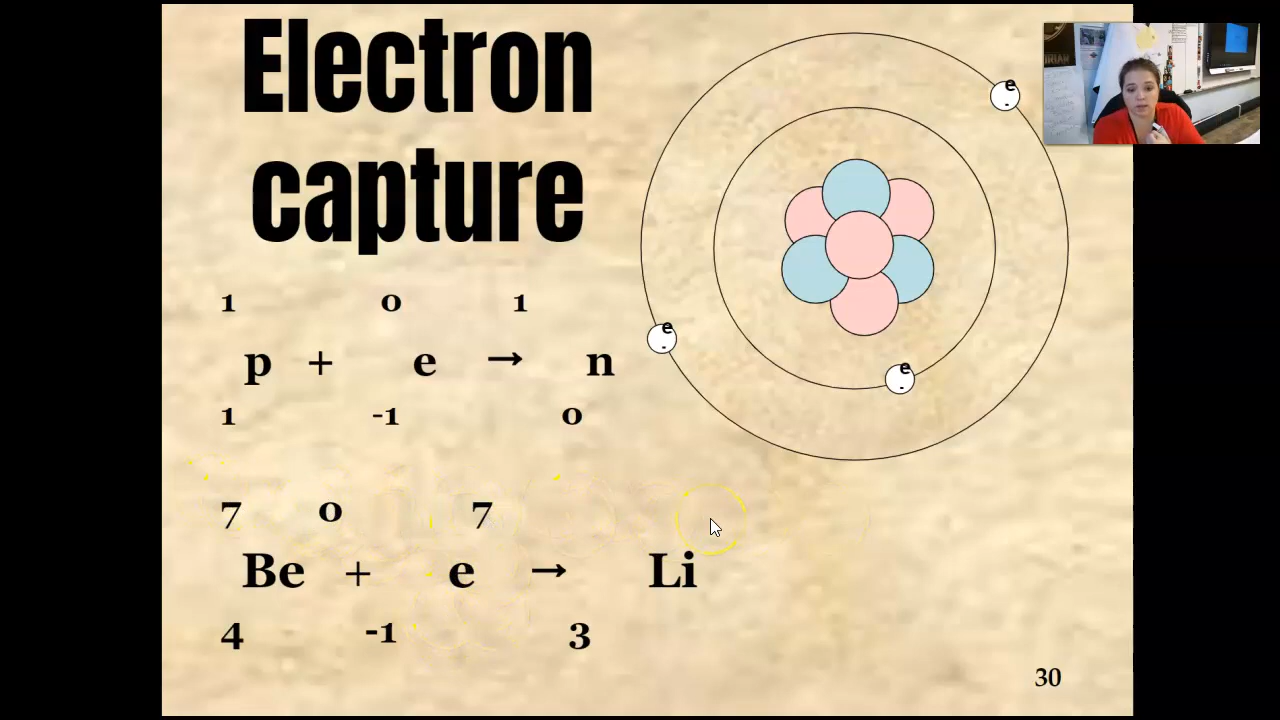 Electron
capture
1 0 1
p + e → n
1 -1 0
7 0 7
Be + e → Li
4 -1 3
e
-
e
-
e
-
30